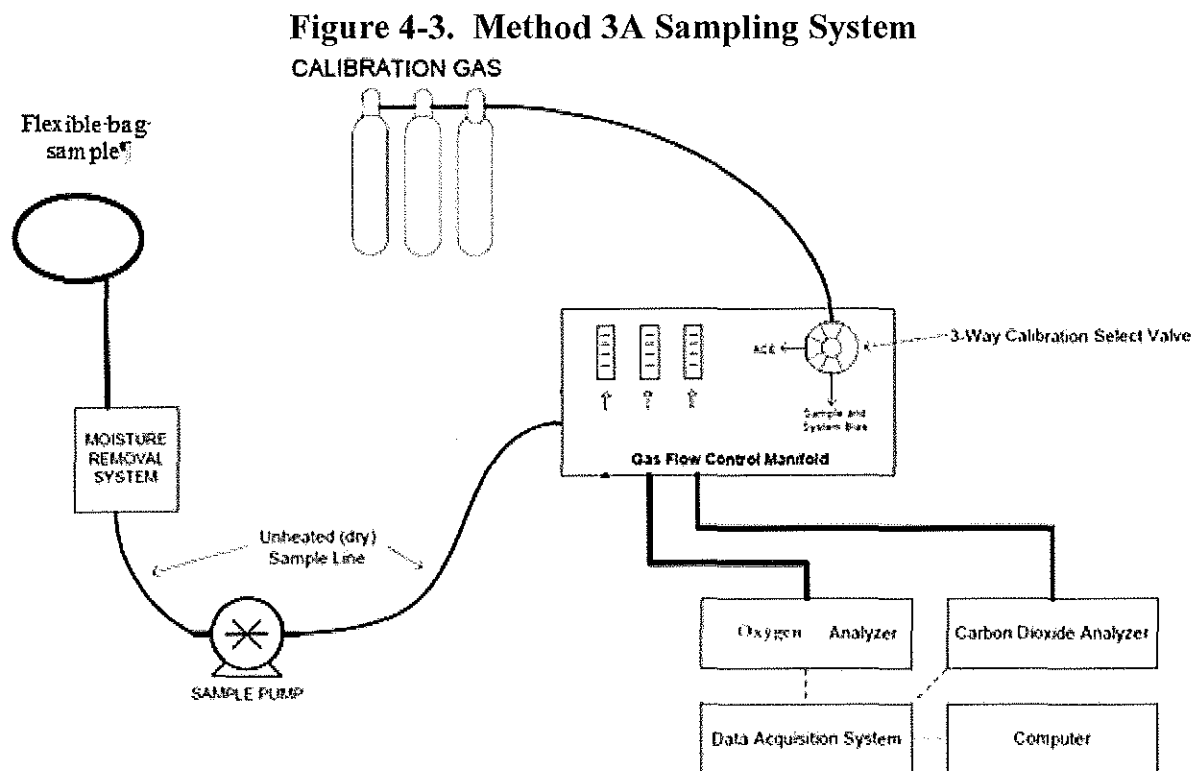 Figure 4-3. Method 3A Sampling System
CALIBRATION GAS
Flexible-bag-
sample¶
3-Way Calibration Select Valve
ACE
Sample and
System Bias
Gas Flow Control Manifold
MOISTURE
REMOVAL
SYSTEM
Unheated (dry)
Sample Line
SAMPLE PUMP
Oxygen Analyzer
Carbon Dioxide Analyzer
Data Acquisition System
Computer